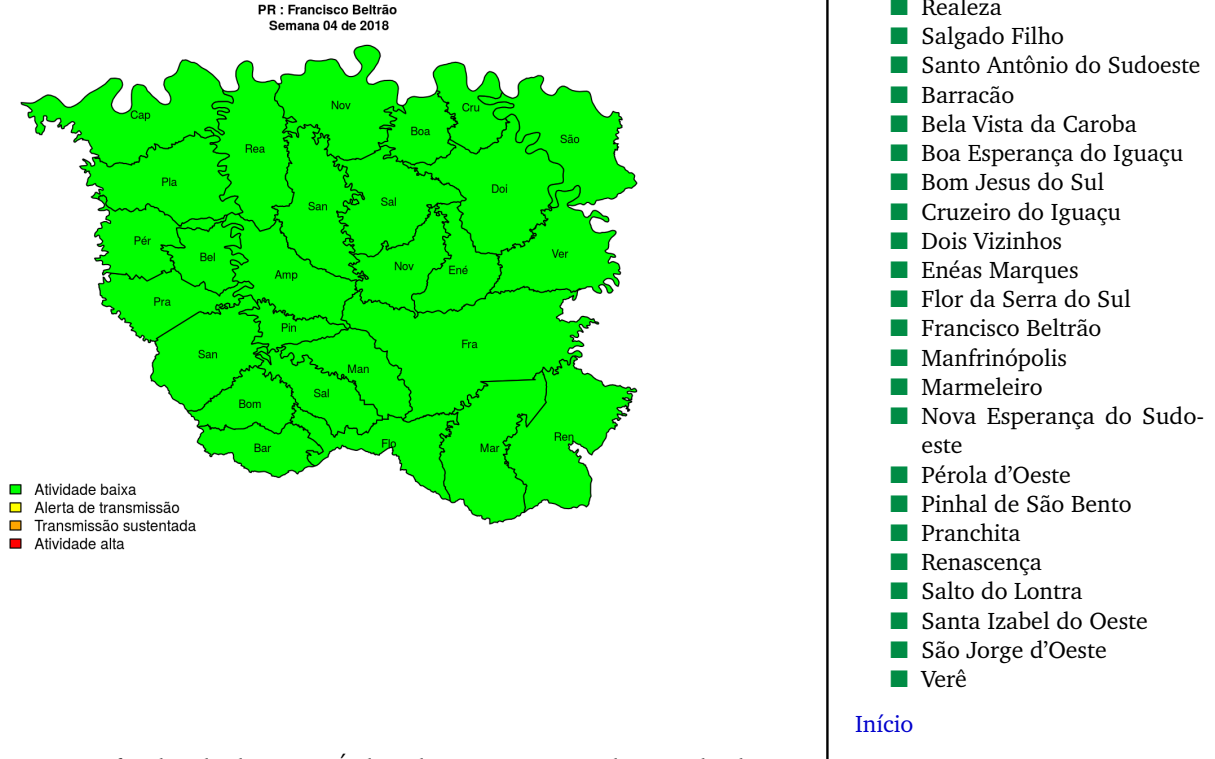 PR : Francisco Beltrão
Semana 04 de 2018
Cap
Nov
Cru
Boa
São
Rea
Pla
Doi
Sal
San
Pér
Bel
Ver
Nov
Ené
Amp
Pra
Pin
Fra
San
Man
Sal
Bom
Flo
Ren
Bar
Mar
Atividade baixa
Alerta de transmissão
Transmissão sustentada
Atividade alta
Realeza
Salgado Filho
Santo Antônio do Sudoeste
Barracão
Bela Vista da Caroba
Boa Esperança do Iguaçu
Bom Jesus do Sul
Cruzeiro do Iguaçu
Dois Vizinhos
Enéas Marques
Flor da Serra do Sul
Francisco Beltrão
Manfrinópolis
Marmeleiro
Nova Esperança do Sudo-
este
Pérola d'Oeste
Pinhal de São Bento
Pranchita
Renascença
Salto do Lontra
Santa Izabel do Oeste
São Jorge d'Oeste
Verê
Início